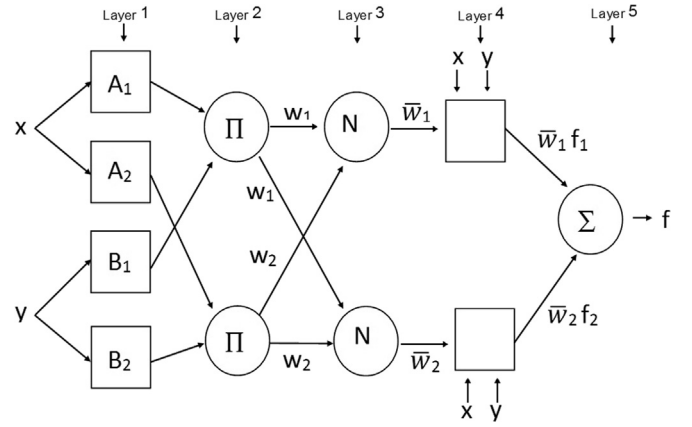 Layer 1 Layer 2 Layer 3 Layer 4 Layer 5
x y
A₁ w₁ w̅₁
x Π N w̅₁ f₁
A₂
w₁
Σ f
B₁ w₂
y w̅₂ f₂
Π N
B₂ w₂ w̅₂
x y